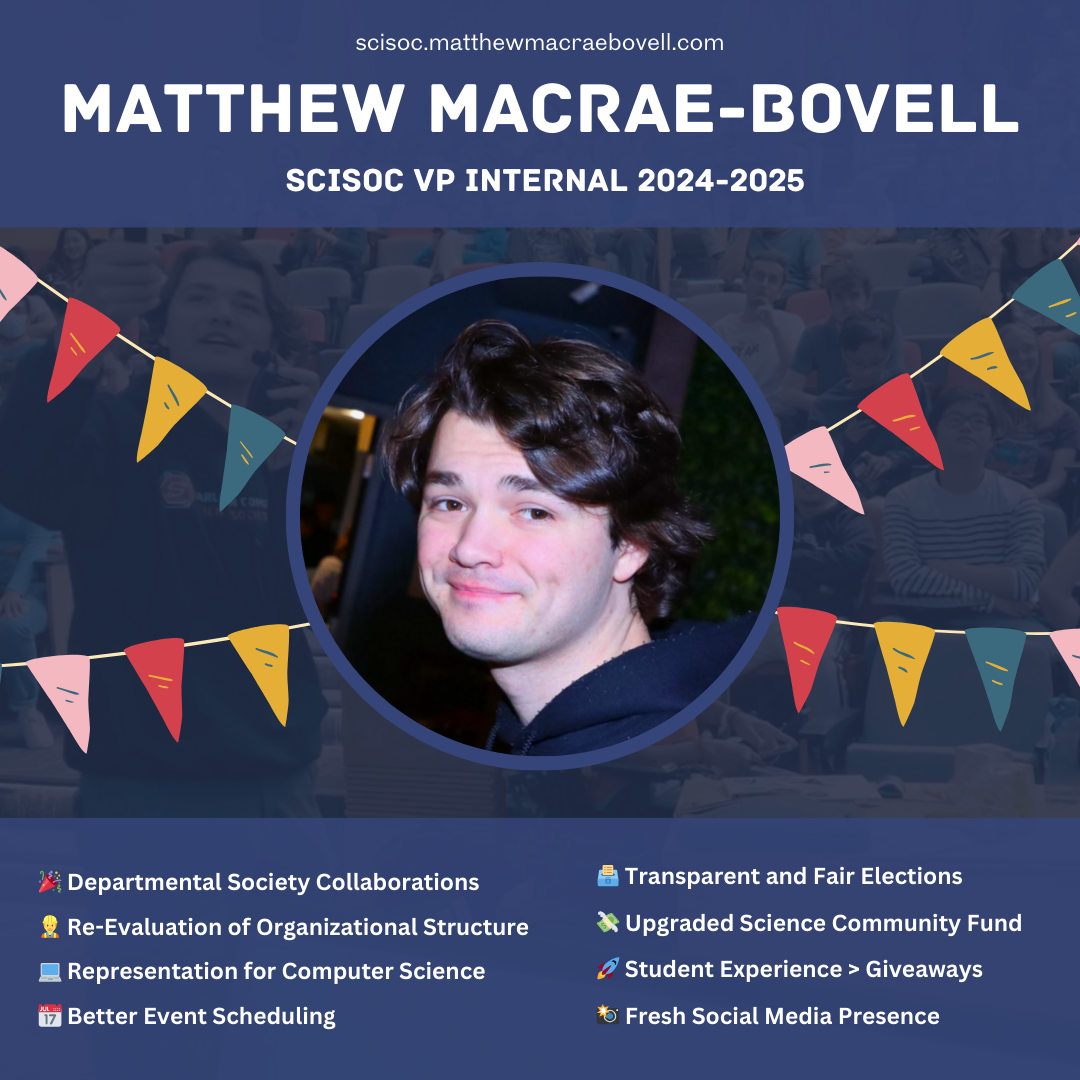 scisoc.matthewmacraebovell.com
MATTHEW MACRAE-BOVELL
SCISOC VP INTERNAL 2024-2025
🎉 Departmental Society Collaborations
👷 Re-Evaluation of Organizational Structure
💻 Representation for Computer Science
📅 Better Event Scheduling
🗳️ Transparent and Fair Elections
💸 Upgraded Science Community Fund
🚀 Student Experience > Giveaways
📸 Fresh Social Media Presence